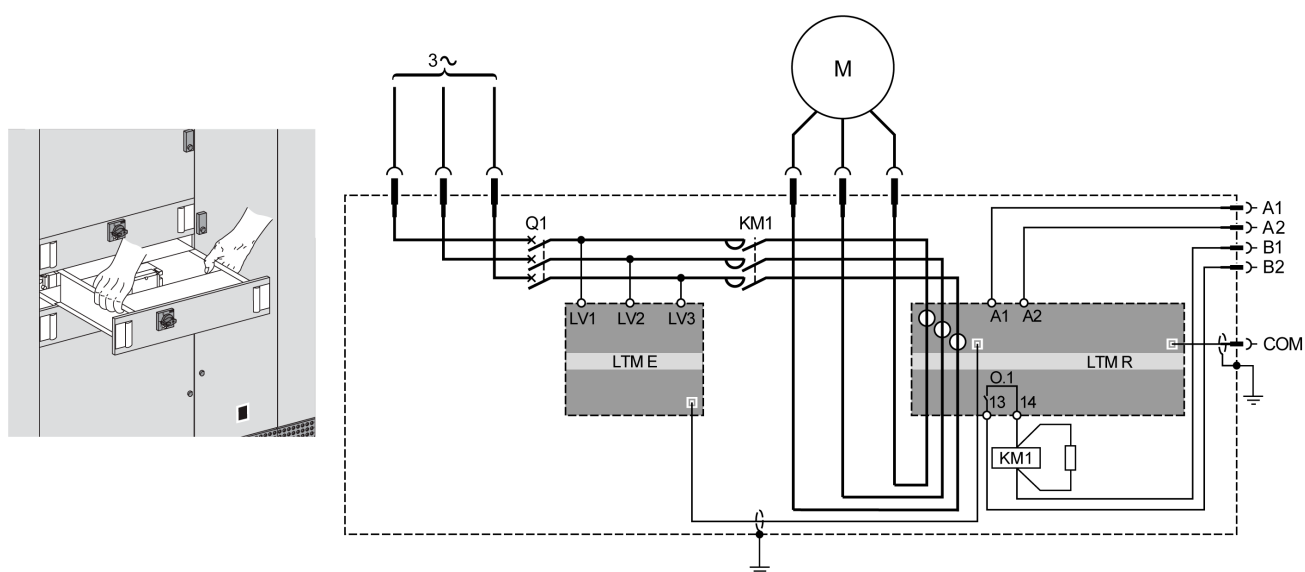 3∿
M
Q1
KM1
A1
A2
B1
B2
LV1 LV2 LV3
A1 A2
LTM E
LTM R
COM
O.1
13 14
KM1